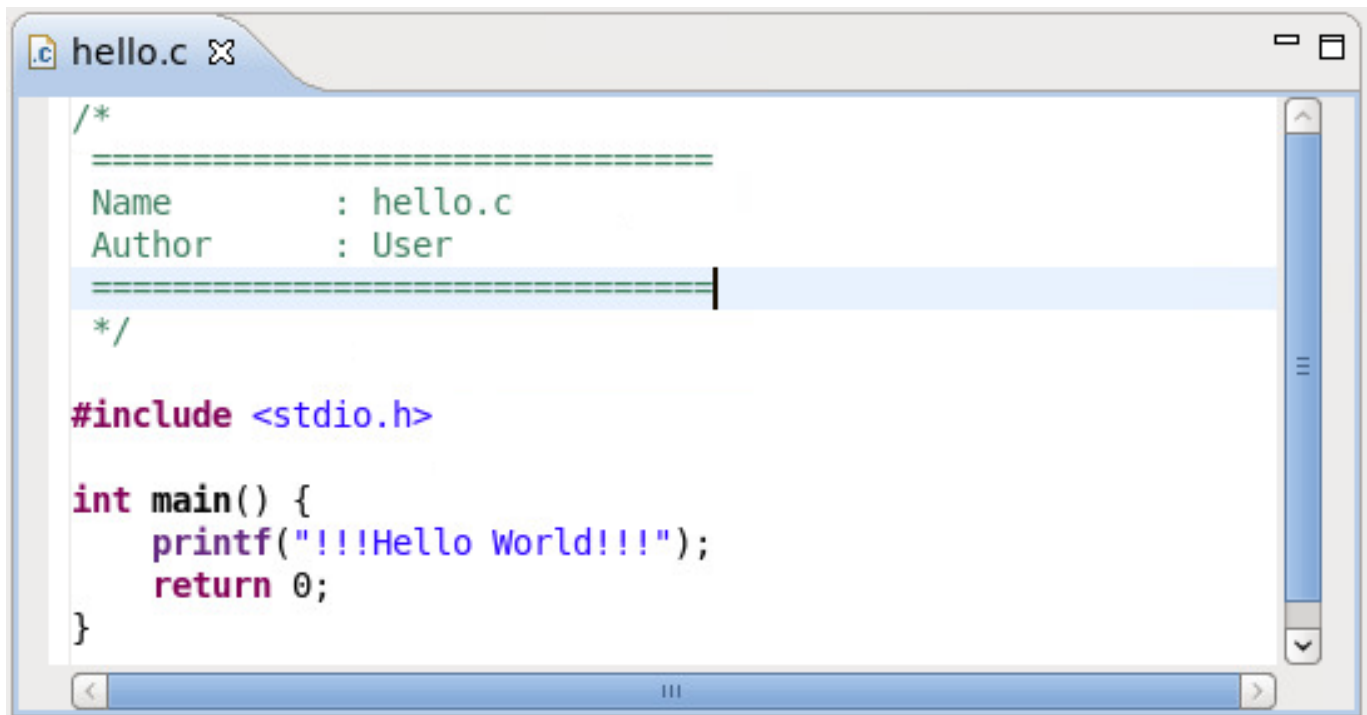 hello.c
/*
===============================
Name        : hello.c
Author      : User
===============================
*/
#include <stdio.h>
int main() {
    printf("!!!Hello World!!!");
    return 0;
}